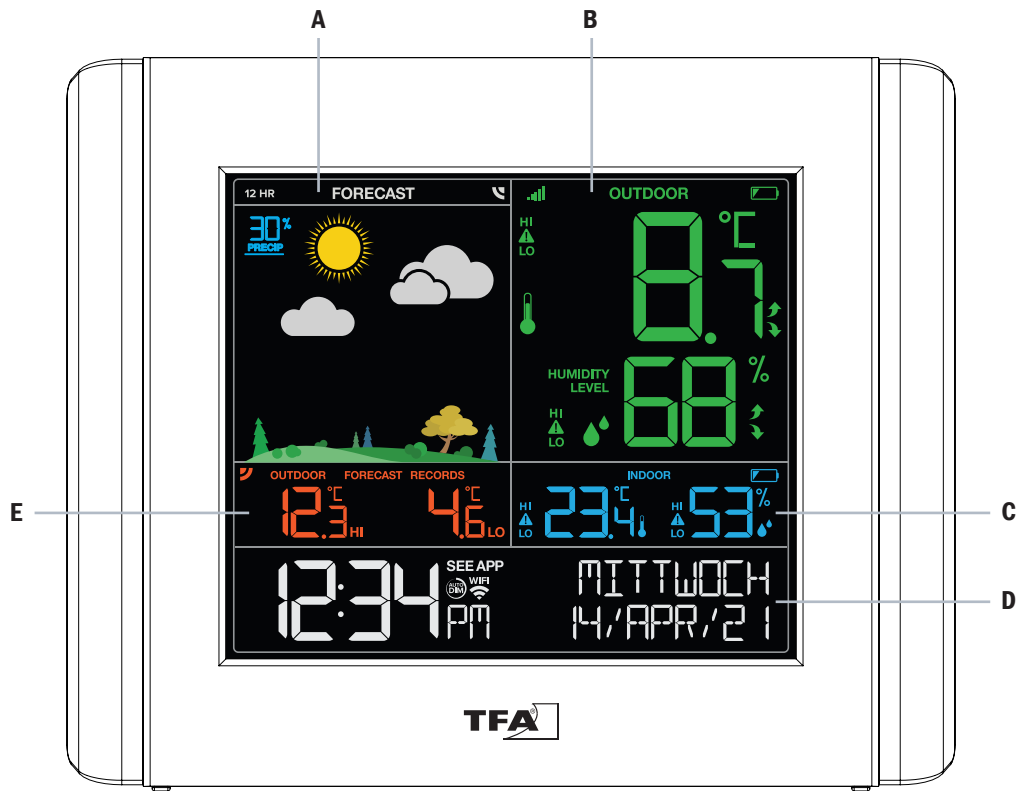 A
B
12 HR
FORECAST
30%
PRECIP
OUTDOOR
HI
LO
8.7 °C
HUMIDITY
LEVEL
HI
LO
68 %
E
OUTDOOR FORECAST RECORDS
12.3 °C HI
4.6 °C LO
INDOOR
HI
LO
23.4 °C
HI
LO
53 %
C
12:34 PM
SEE APP
AUTO
DIM
WIFI
MITTWOCH
14/APR/21
D
TFA®